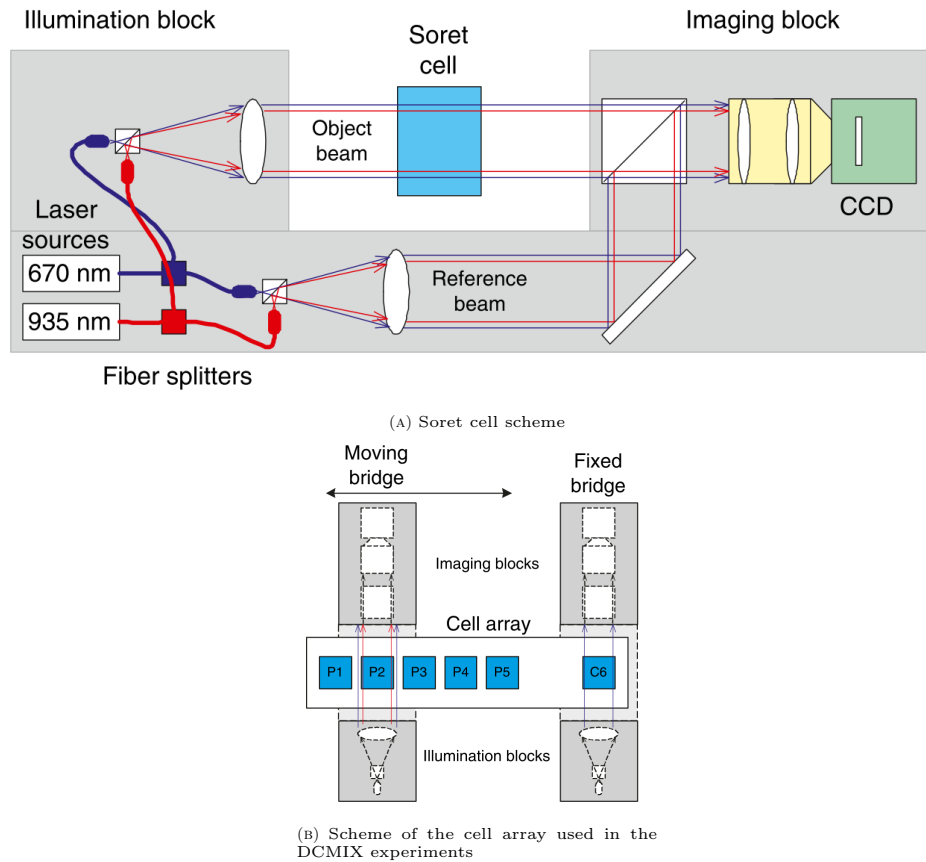 Illumination block
Soret
cell
Imaging block
Object
beam
Laser
sources
670 nm
935 nm
Reference
beam
CCD
Fiber splitters
(A) Soret cell scheme
Moving
bridge
Fixed
bridge
Imaging blocks
Cell array
P1 P2 P3 P4 P5 C6
Illumination blocks
(B) Scheme of the cell array used in the
DCMIX experiments